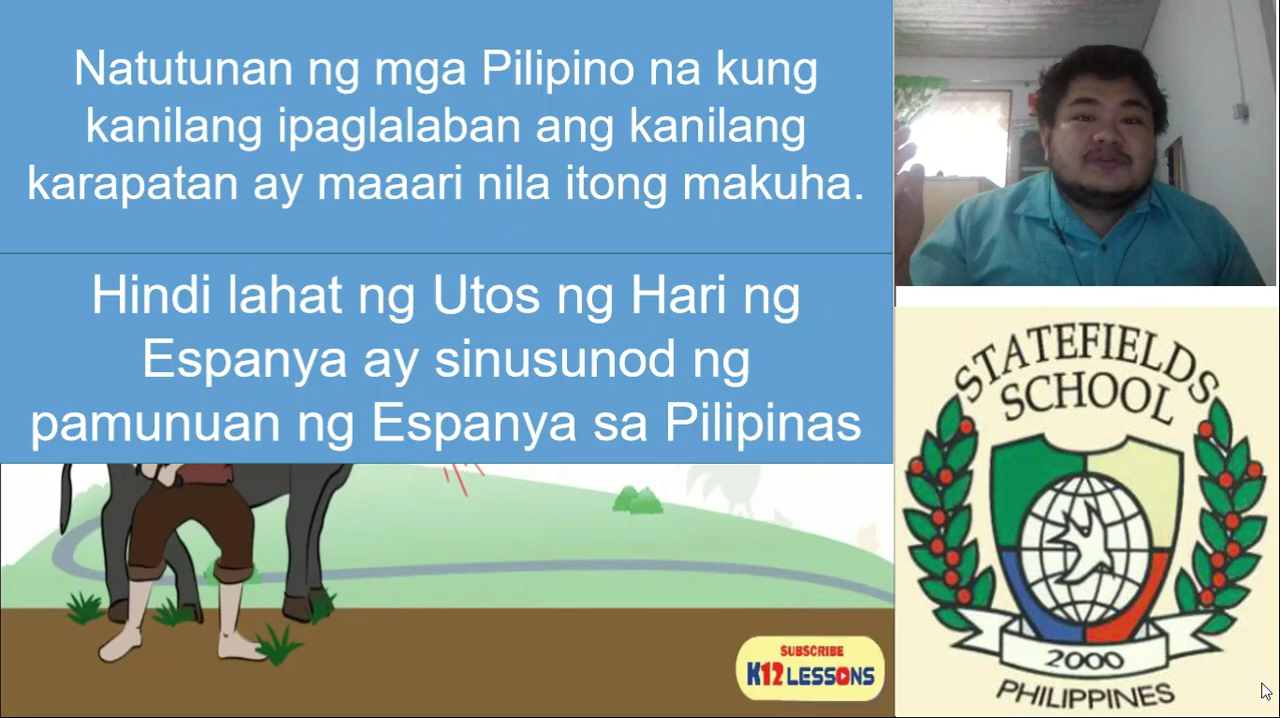 Natutunan ng mga Pilipino na kung
kanilang ipaglalaban ang kanilang
karapatan ay maaari nila itong makuha.
Hindi lahat ng Utos ng Hari ng
Espanya ay sinusunod ng
pamunuan ng Espanya sa Pilipinas
SUBSCRIBE
K12 LESSONS
STATEFIELDS
SCHOOL
2000
PHILIPPINES